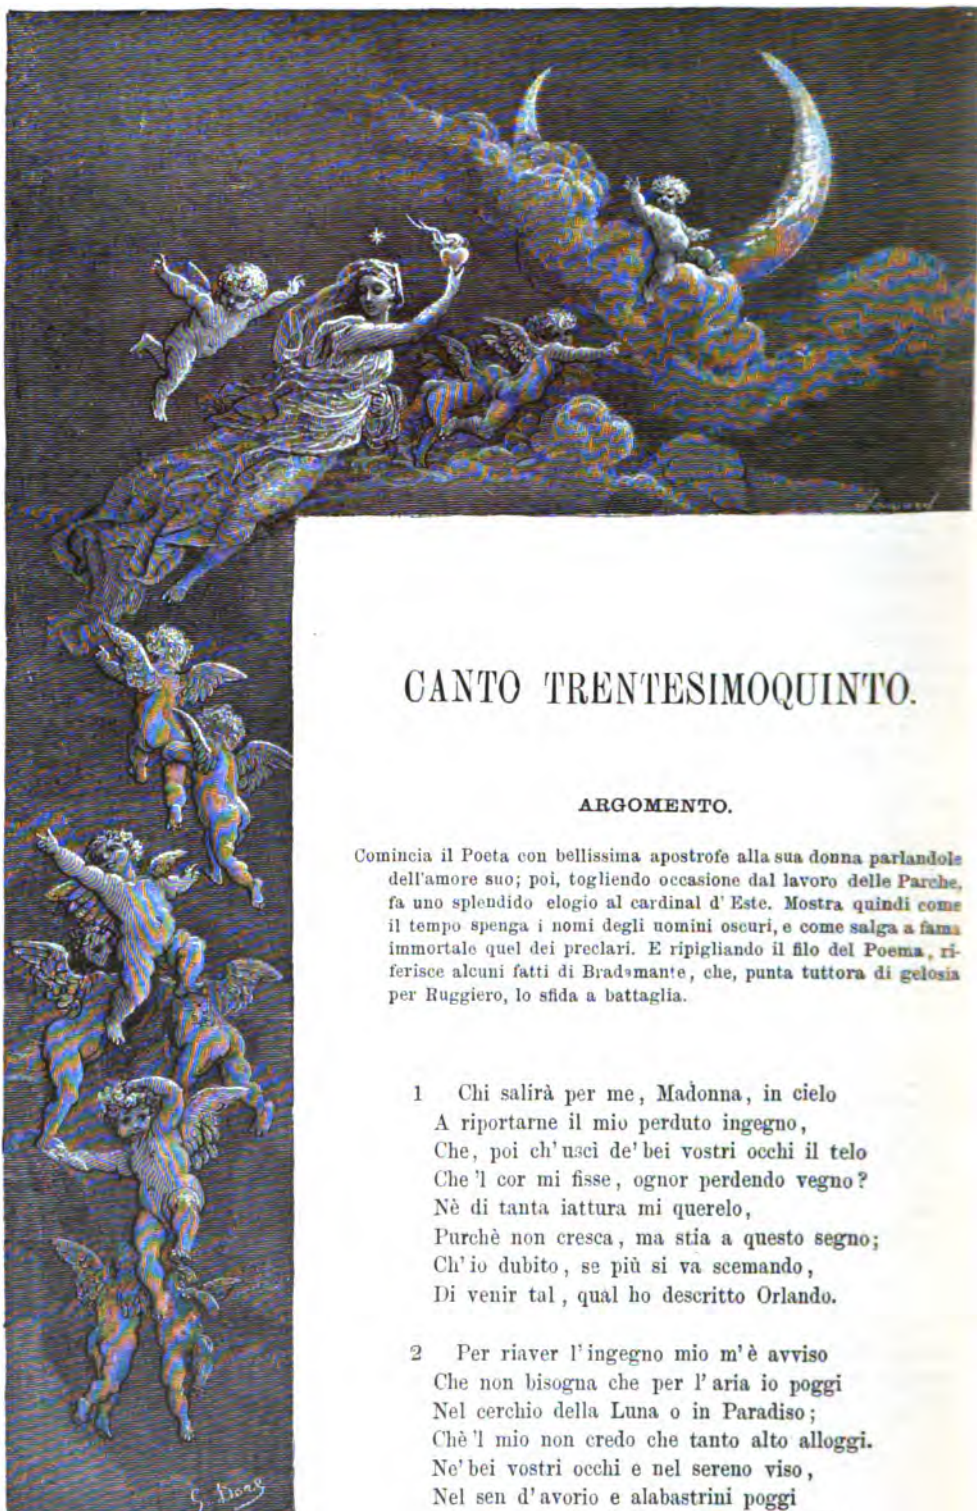 CANTO TRENTESIMOQUINTO.
ARGOMENTO.
Comincia il Poeta con bellissima apostrofe alla sua donna parlandole
dell'amore suo; poi, togliendo occasione dal lavoro delle Parche,
fa uno splendido elogio al cardinal d'Este. Mostra quindi come
il tempo spenga i nomi degli uomini oscuri, e come salga a fama
immortale quel dei preclari. E ripigliando il filo del Poema, ri-
ferisce alcuni fatti di Bradamante, che, punta tuttora di gelosia
per Ruggiero, lo sfida a battaglia.
1 Chi salirà per me, Madonna, in cielo
A riportarne il mio perduto ingegno,
Che, poi ch'uscì de'bei vostri occhi il telo
Che 'l cor mi fisse, ognor perdendo vegno?
Nè di tanta iattura mi querelo,
Purchè non cresca, ma stia a questo segno;
Ch'io dubito, se più si va scemando,
Di venir tal, qual ho descritto Orlando.
2 Per riaver l'ingegno mio m'è avviso
Che non bisogna che per l'aria io poggi
Nel cerchio della Luna o in Paradiso;
Chè 'l mio non credo che tanto alto alloggi.
Ne'bei vostri occhi e nel sereno viso,
Nel sen d'avorio e alabastrini poggi
G. Doré